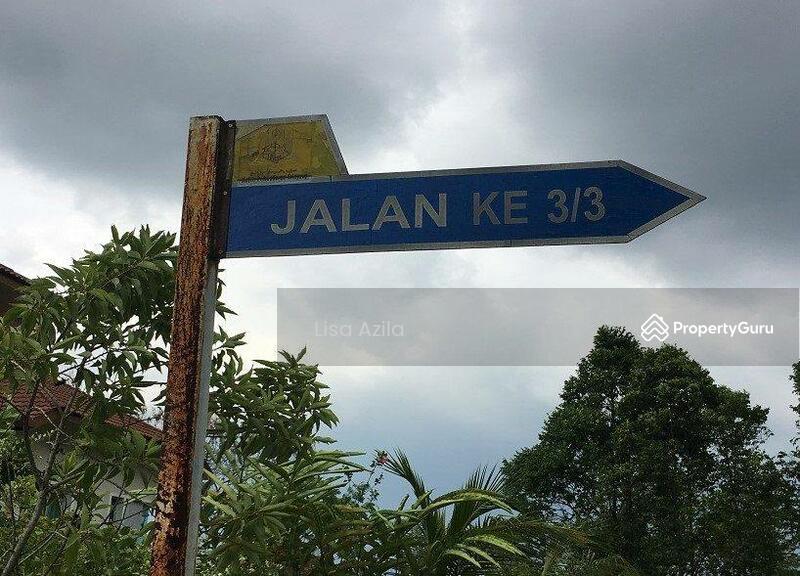 JALAN KE 3/3
Lisa Azila
PropertyGuru